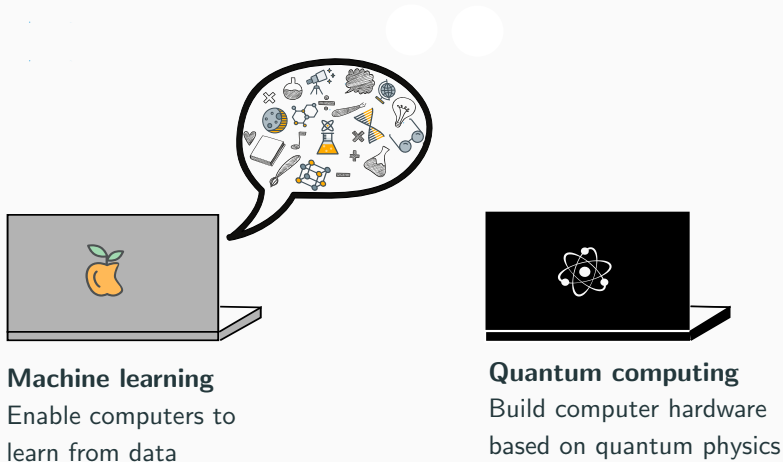 Machine learning
Enable computers to
learn from data
Quantum computing
Build computer hardware
based on quantum physics